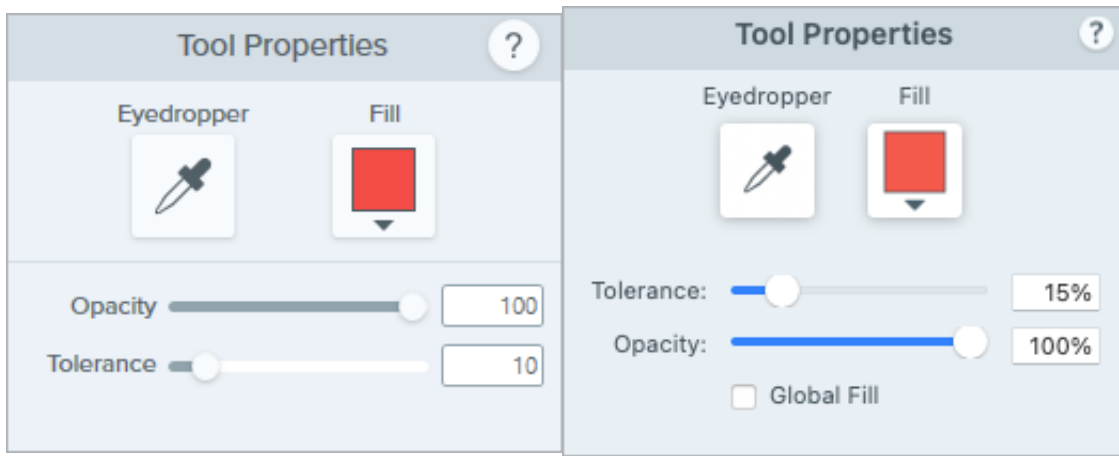 Tool Properties ?
Eyedropper Fill
Opacity 100
Tolerance 10
Tool Properties ?
Eyedropper Fill
Tolerance: 15%
Opacity: 100%
Global Fill